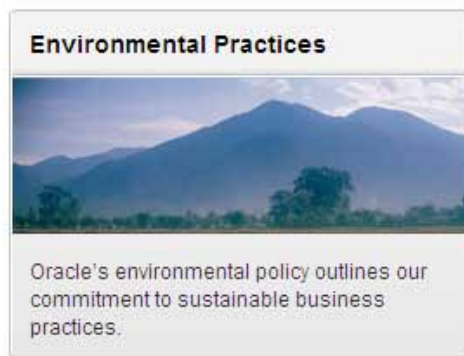 Environmental Practices
Oracle's environmental policy outlines our
commitment to sustainable business
practices.